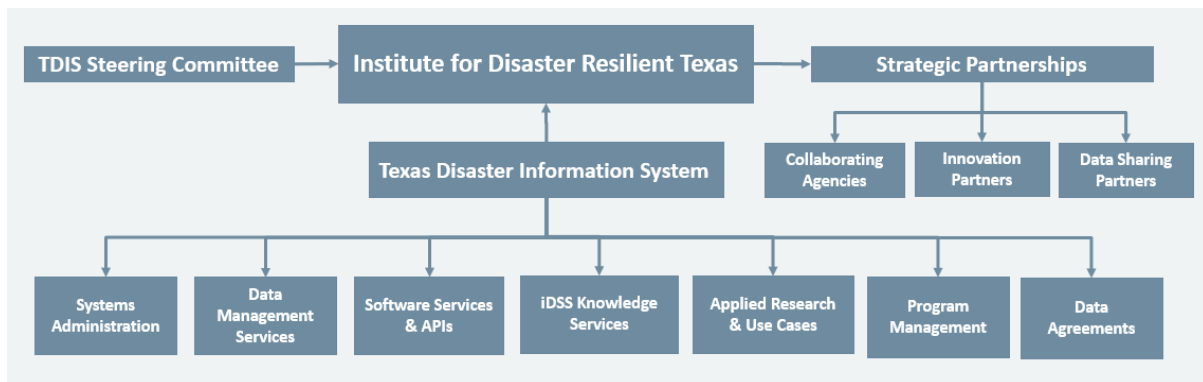 TDIS Steering Committee
Institute for Disaster Resilient Texas
Strategic Partnerships
Texas Disaster Information System
Collaborating
Agencies
Innovation
Partners
Data Sharing
Partners
Systems
Administration
Data
Management
Services
Software Services
& APIs
iDSS Knowledge
Services
Applied Research
& Use Cases
Program
Management
Data
Agreements